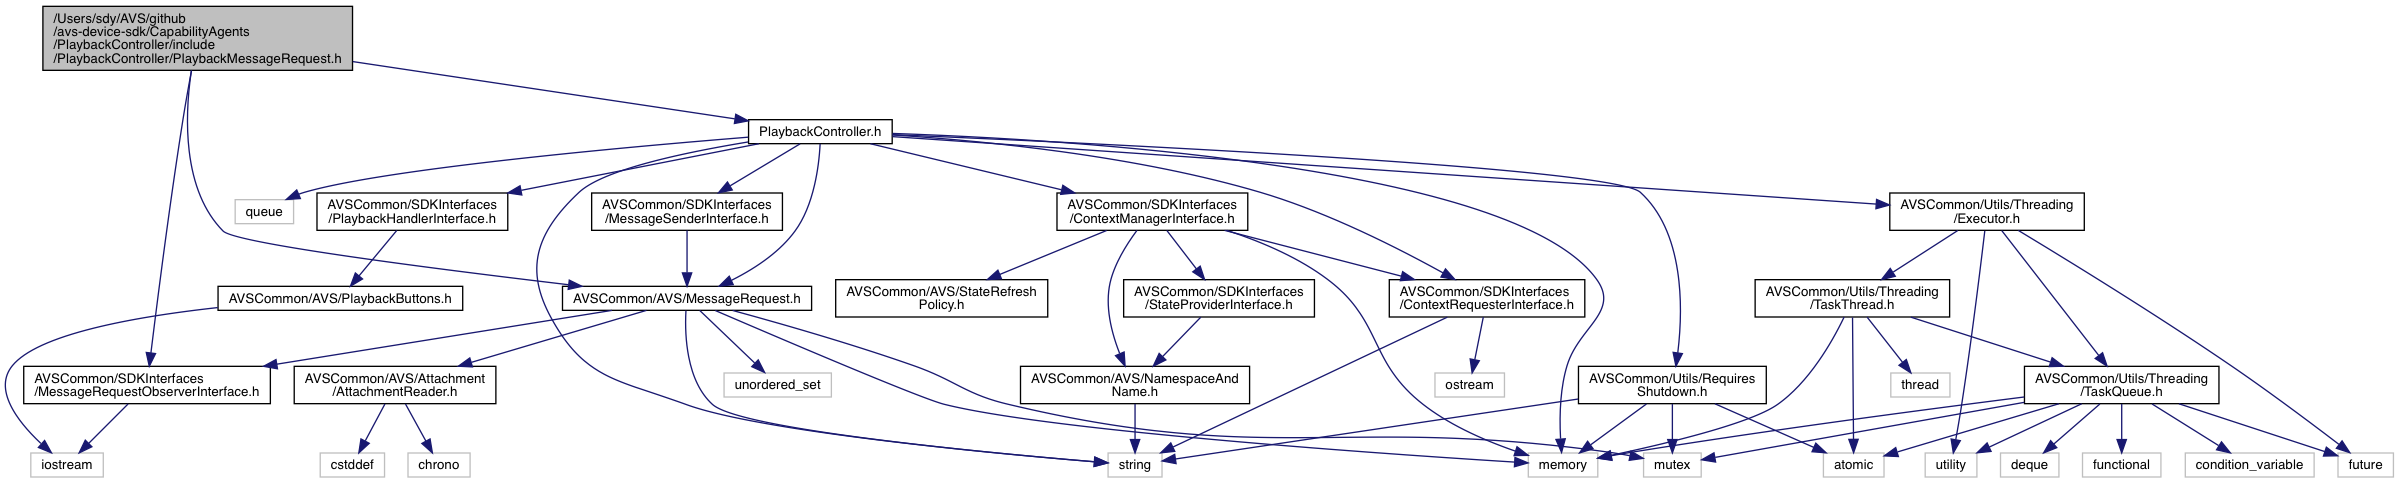 /Users/sdy/AVS/github
/avs-device-sdk/CapabilityAgents
/PlaybackController/include
/PlaybackController/PlaybackMessageRequest.h
PlaybackController.h
queue
AVSCommon/SDKInterfaces
/PlaybackHandlerInterface.h
AVSCommon/SDKInterfaces
/MessageSenderInterface.h
AVSCommon/SDKInterfaces
/ContextManagerInterface.h
AVSCommon/Utils/Threading
/Executor.h
AVSCommon/AVS/PlaybackButtons.h
AVSCommon/AVS/MessageRequest.h
AVSCommon/AVS/StateRefresh
Policy.h
AVSCommon/SDKInterfaces
/StateProviderInterface.h
AVSCommon/SDKInterfaces
/ContextRequesterInterface.h
AVSCommon/Utils/Threading
/TaskThread.h
AVSCommon/SDKInterfaces
/MessageRequestObserverInterface.h
AVSCommon/AVS/Attachment
/AttachmentReader.h
unordered_set
AVSCommon/AVS/NamespaceAnd
Name.h
ostream
AVSCommon/Utils/Requires
Shutdown.h
thread
AVSCommon/Utils/Threading
/TaskQueue.h
iostream
cstddef
chrono
string
memory
mutex
atomic
utility
deque
functional
condition_variable
future